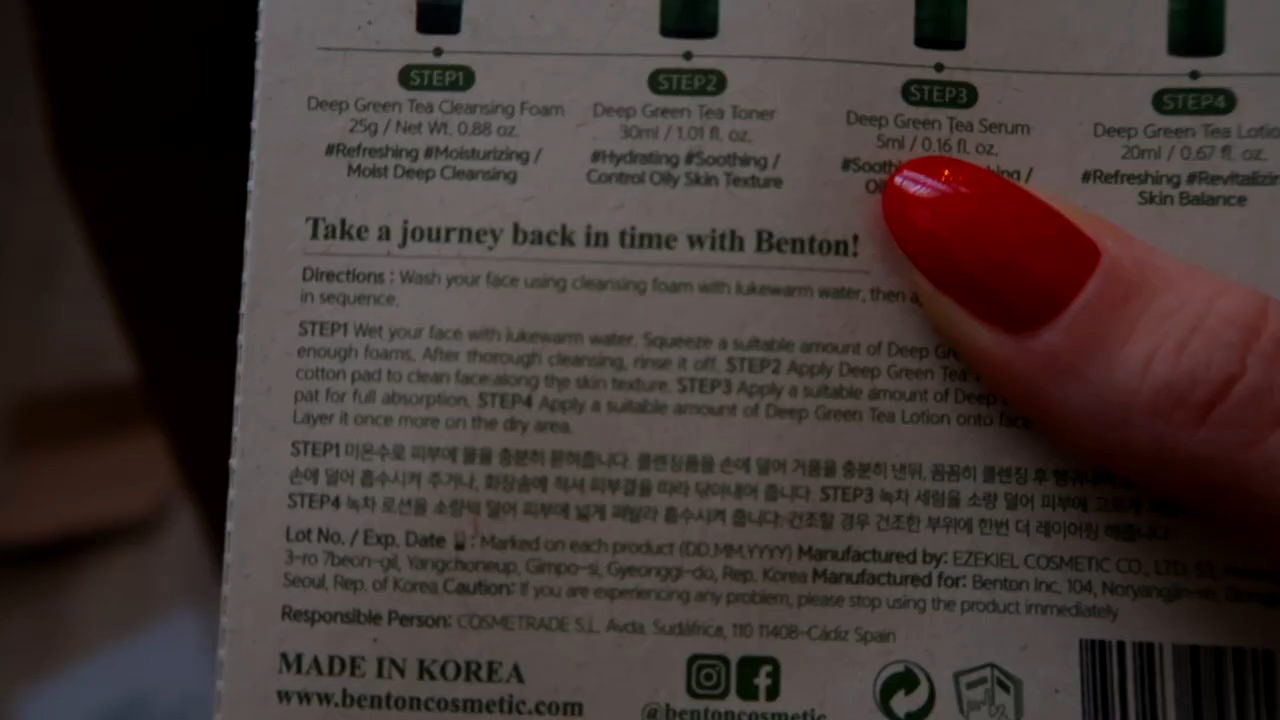 STEP1
STEP2
STEP3
STEP4
Deep Green Tea Cleansing Foam
25g / Net Wt. 0.88 oz.
#Refreshing #Moisturizing /
Moist Deep Cleansing
Deep Green Tea Toner
30ml / 1.01 fl. oz.
#Hydrating #Soothing /
Control Oily Skin Texture
Deep Green Tea Serum
5ml / 0.16 fl. oz.
Deep Green Tea Lotio
20ml / 0.67 fl. oz.
#Refreshing #Revitalizin
Skin Balance
Take a journey back in time with Benton!
Directions : Wash your face using cleansing foam with lukewarm water, then a
in sequence.
STEP1 Wet your face with lukewarm water. Squeeze a suitable amount of Deep Gr
enough foams. After thorough cleansing, rinse it off. STEP2 Apply Deep Green Tea
cotton pad to clean face along the skin texture. STEP3 Apply a suitable amount of Deep
pat for full absorption. STEP4 Apply a suitable amount of Deep Green Tea Lotion onto face
Layer it once more on the dry area.
STEP1 미온수로 피부에 물을 충분히 묻혀줍니다. 클렌징폼을 손에 덜어 거품을 충분히 낸뒤, 꼼꼼히 클렌징 후 헹궈
손에 덜어 흡수시켜 주거나, 화장솜에 적셔 피부결을 따라 닦아내어 줍니다. STEP3 녹차 세럼을 소량 덜어 피부에 고르게
STEP4 녹차 로션을 소량씩 덜어 피부에 넓게 펴발라 흡수시켜 줍니다. 건조할 경우 건조한 부위에 한번 더 레이어링 해줍니다.
Lot No. / Exp. Date : Marked on each product (DD.MM.YYYY) Manufactured by: EZEKIEL COSMETIC CO., LTD.
3-ro 7beon-gil, Yangchoneup, Gimpo-si, Gyeonggi-do, Rep. Korea Manufactured for: Benton Inc. 104, Noryangjin-ro,
Seoul, Rep. of Korea Caution: If you are experiencing any problem, please stop using the product immediately
Responsible Person: COSMETRADE S.L. Avda. Sudáfrica, 110 11408-Cádiz Spain
MADE IN KOREA
www.bentoncosmetic.com
@bentoncosmetic